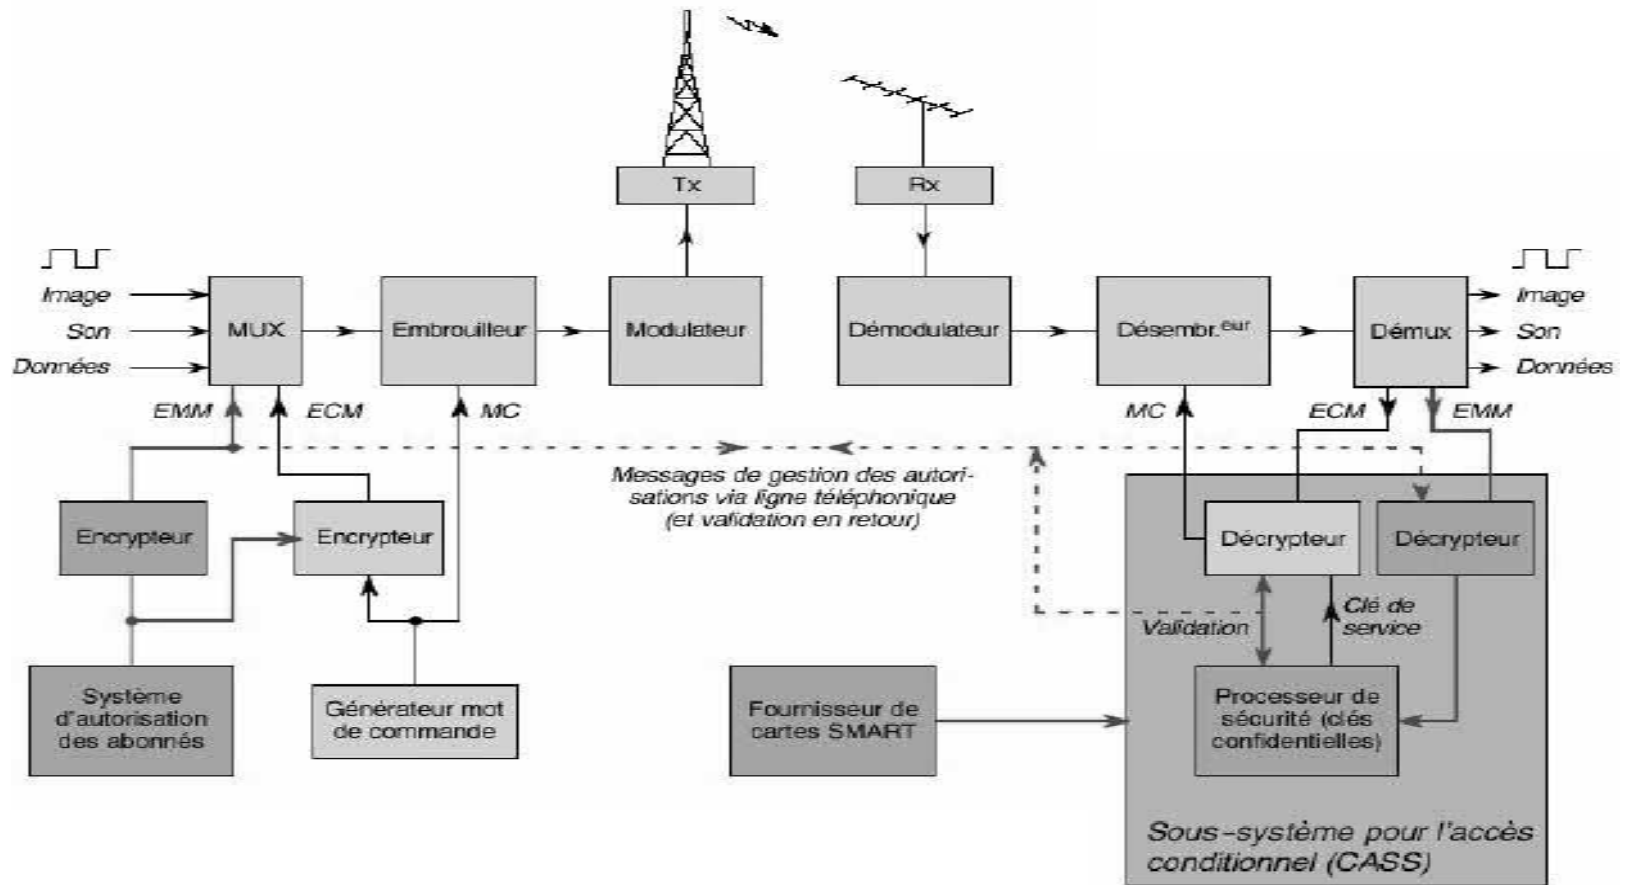 Tx
Rx
Image
Son
Données
MUX
Embrouilleur
Modulateur
Démodulateur
Désembr.eur
Démux
Image
Son
Données
EMM
ECM
MC
MC
ECM
EMM
Messages de gestion des autori-
sations via ligne téléphonique
(et validation en retour)
Encrypteur
Encrypteur
Décrypteur
Décrypteur
Validation
Clé de
service
Système
d'autorisation
des abonnés
Générateur mot
de commande
Fournisseur de
cartes SMART
Processeur de
sécurité (clés
confidentielles)
Sous-système pour l'accès
conditionnel (CASS)